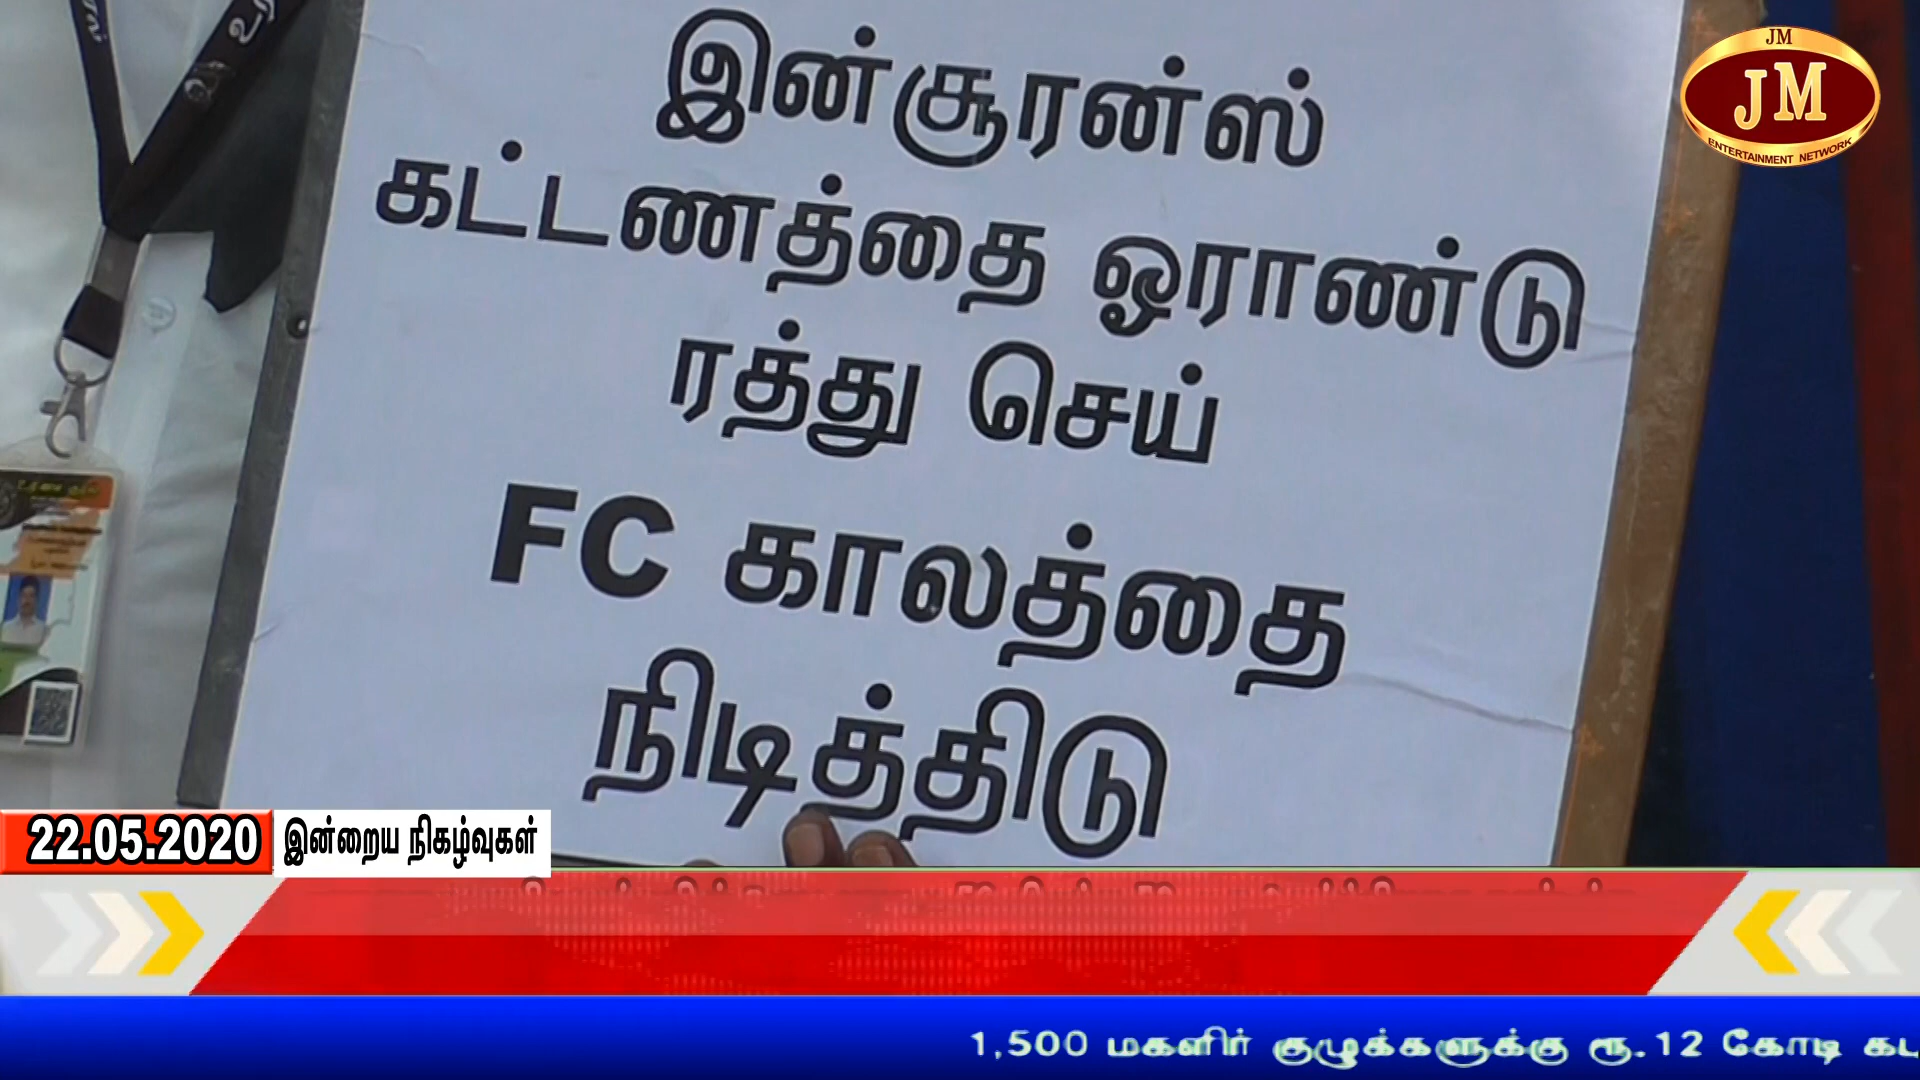 இன்சூரன்ஸ்
கட்டணத்தை ஓராண்டு
ரத்து செய்
FC காலத்தை
நிடித்திடு
JM
JM
ENTERTAINMENT NETWORK
22.05.2020 இன்றைய நிகழ்வுகள்
1,500 மகளிர் குழுக்களுக்கு ரூ.12 கோடி